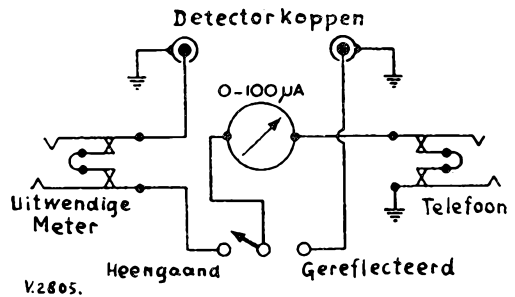 Detectorkoppen
0-100µA
Uitwendige
Meter
Telefoon
Heengaand
Gereflecteerd
V.2805.